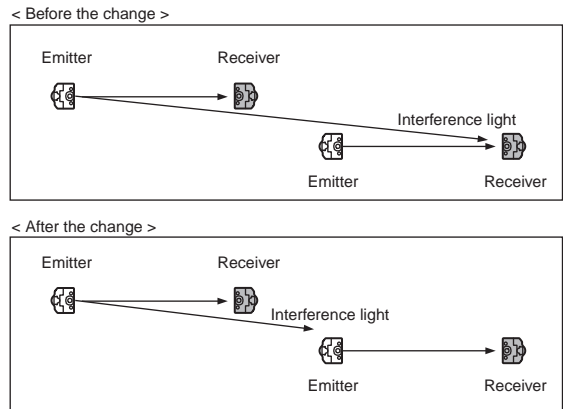 < Before the change >
Emitter Receiver
Interference light
Emitter Receiver
< After the change >
Emitter Receiver
Interference light
Emitter Receiver